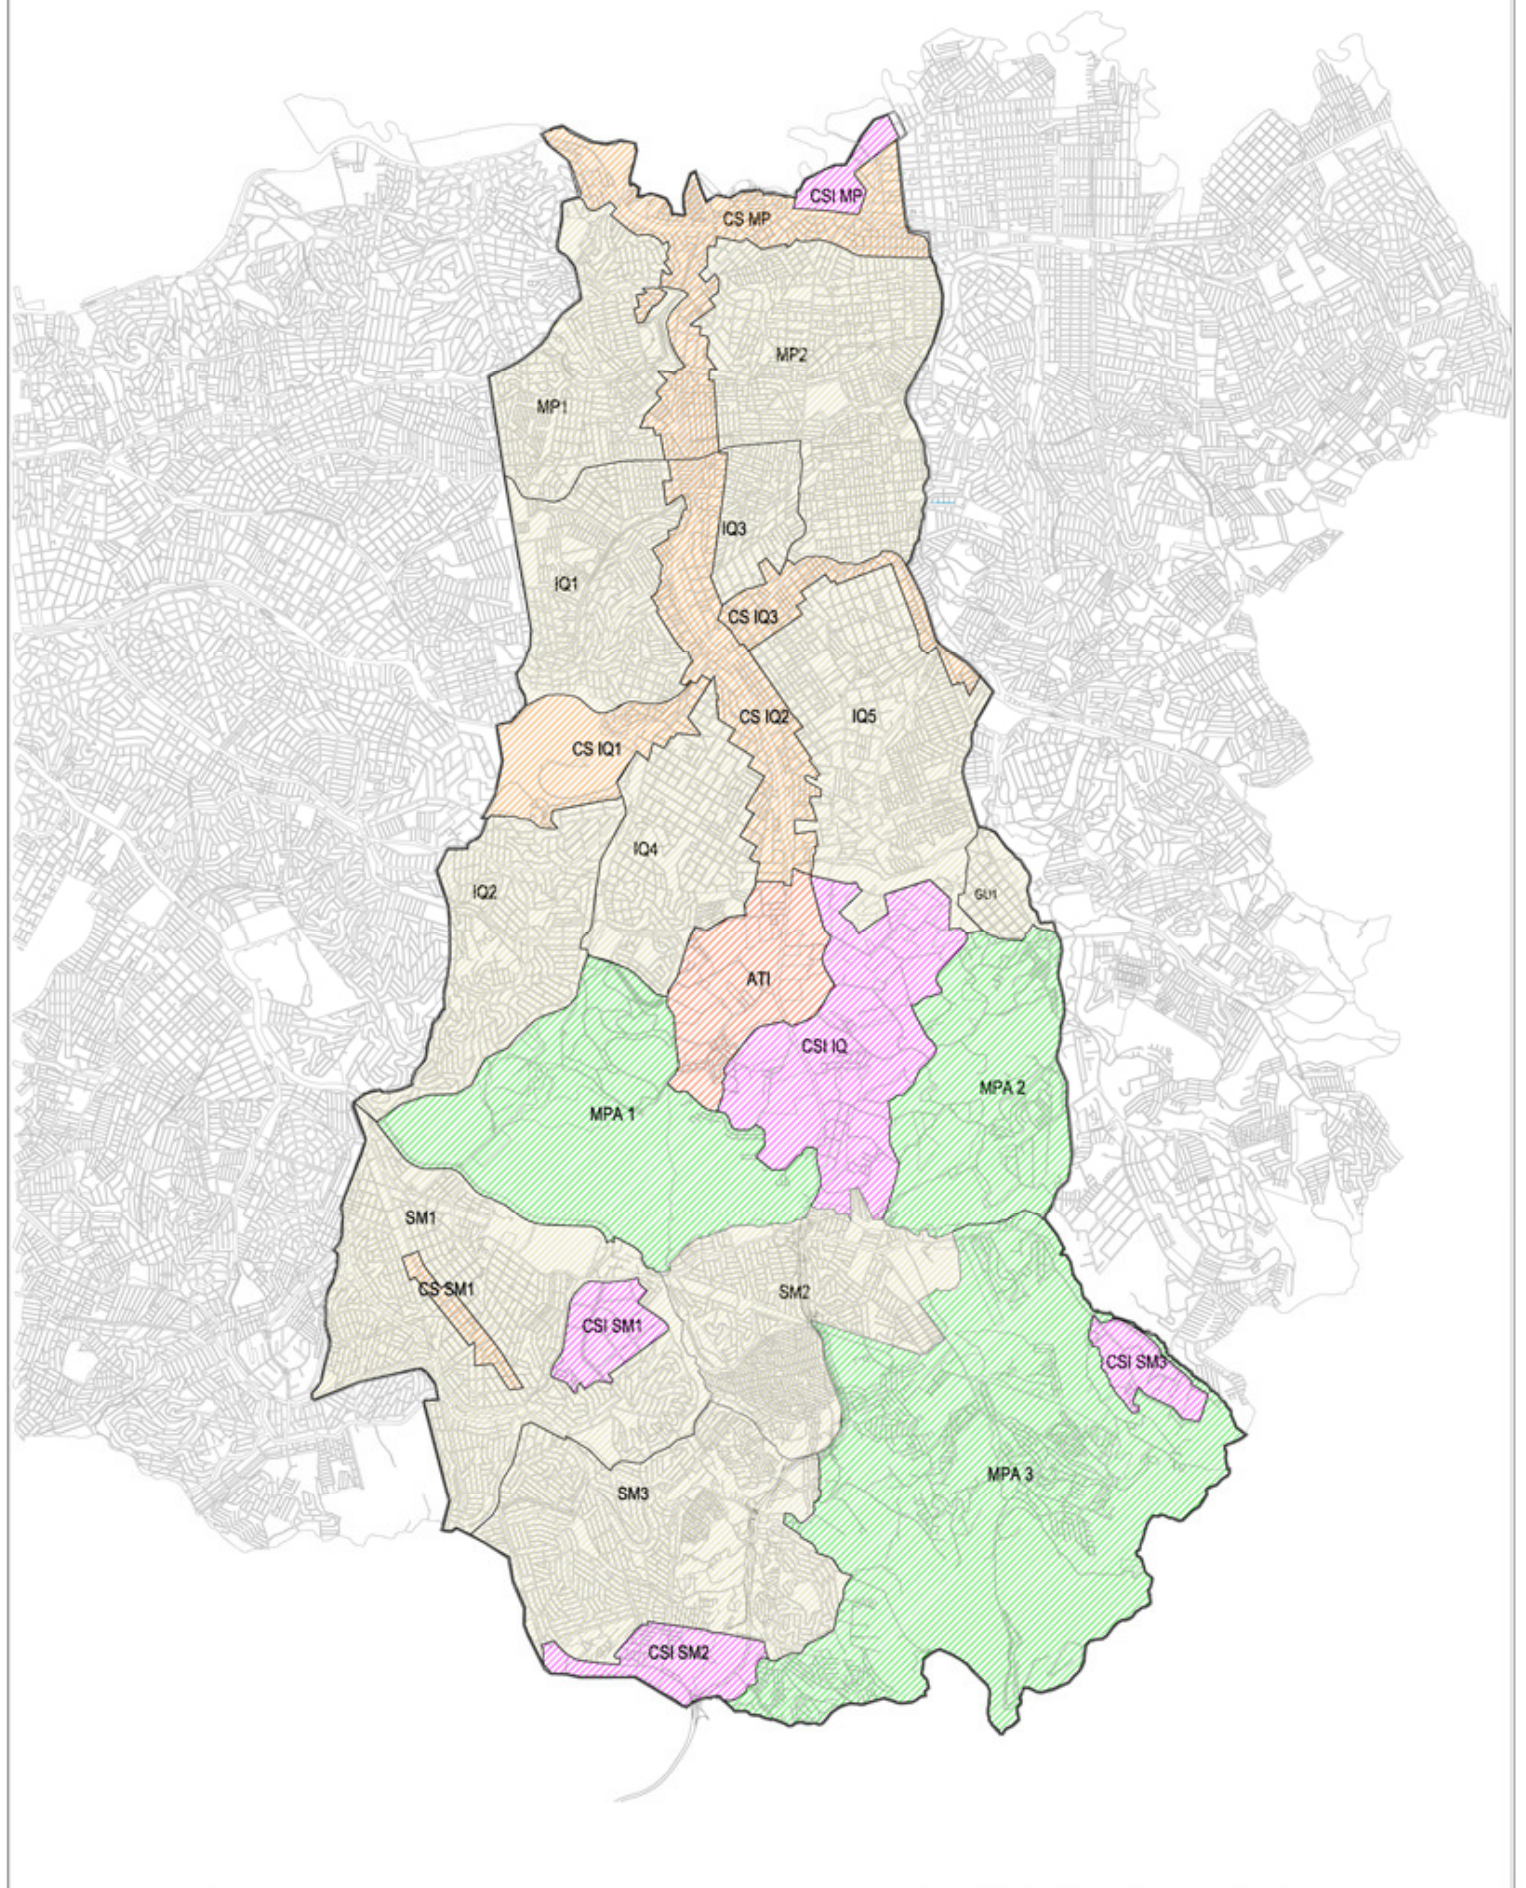 CSI MP
CS MP
MP2
MP1
IQ3
IQ1
CS IQ3
CS IQ2
IQ5
CS IQ1
IQ4
IQ2
GU1
ATI
CSI IQ
MPA 2
MPA 1
SM1
CS SM1
SM2
CSI SM1
CSI SM3
MPA 3
SM3
CSI SM2